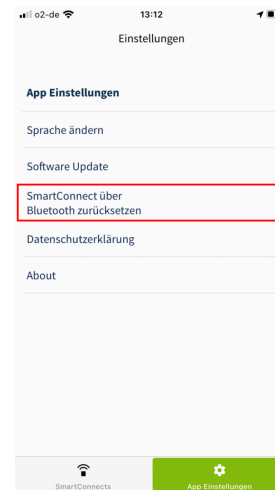 o2-de 13:12
Einstellungen
App Einstellungen
Sprache ändern
Software Update
SmartConnect über
Bluetooth zurücksetzen
Datenschutzerklärung
About
SmartConnects App Einstellungen